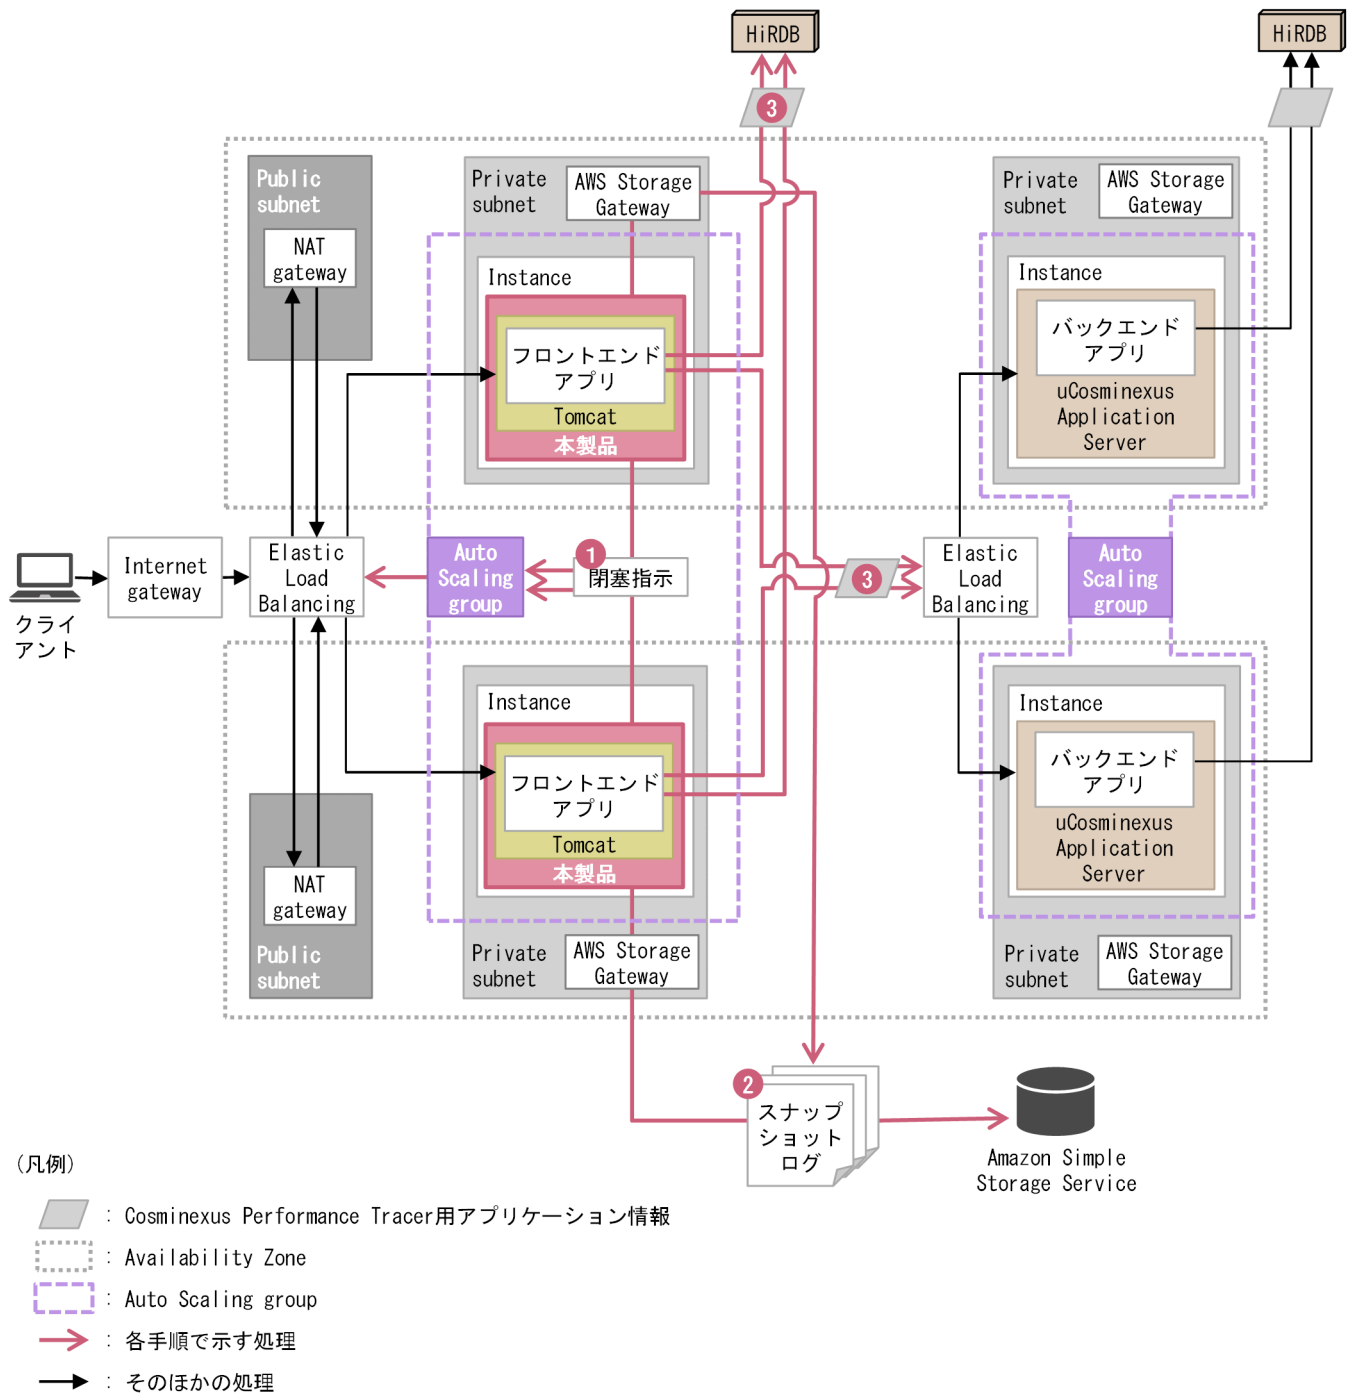 HiRDB
HiRDB
3
Public
subnet
NAT
gateway
Private
subnet
AWS Storage
Gateway
Instance
フロントエンド
アプリ
Tomcat
本製品
Private
subnet
AWS Storage
Gateway
Instance
バックエンド
アプリ
uCosminexus
Application
Server
クライ
アント
Internet
gateway
Elastic
Load
Balancing
Auto
Scaling
group
1
閉塞指示
3
Elastic
Load
Balancing
Auto
Scaling
group
Instance
フロントエンド
アプリ
Tomcat
本製品
Private
subnet
AWS Storage
Gateway
NAT
gateway
Public
subnet
Instance
バックエンド
アプリ
uCosminexus
Application
Server
Private
subnet
AWS Storage
Gateway
2
スナップ
ショット
ログ
Amazon Simple
Storage Service
(凡例)
: Cosminexus Performance Tracer用アプリケーション情報
: Availability Zone
: Auto Scaling group
: 各手順で示す処理
: そのほかの処理